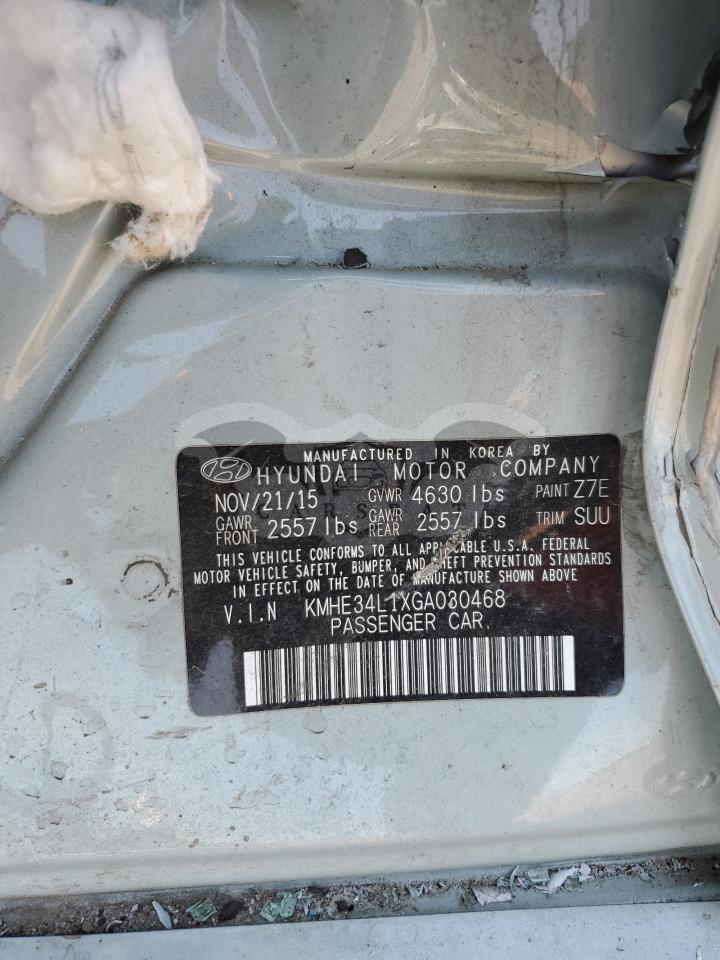 MANUFACTURED IN KOREA BY
HYUNDAI MOTOR COMPANY
NOV/21/15 GVWR 4630 lbs PAINT Z7E
GAWR FRONT 2557 lbs GAWR REAR 2557 lbs TRIM SUU
THIS VEHICLE CONFORMS TO ALL APPLICABLE U.S.A. FEDERAL
MOTOR VEHICLE SAFETY, BUMPER, AND THEFT PREVENTION STANDARDS
IN EFFECT ON THE DATE OF MANUFACTURE SHOWN ABOVE
V.I.N KMHE34L1XGA030468
PASSENGER CAR